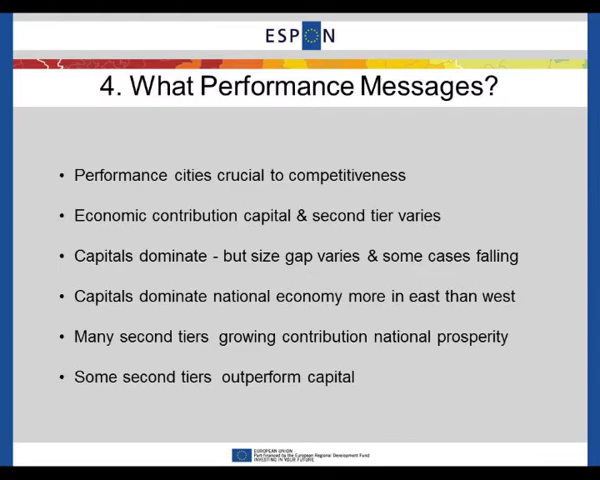 ESPON
4. What Performance Messages?
• Performance cities crucial to competitiveness
• Economic contribution capital & second tier varies
• Capitals dominate - but size gap varies & some cases falling
• Capitals dominate national economy more in east than west
• Many second tiers growing contribution national prosperity
• Some second tiers outperform capital
EUROPEAN UNION
Part-financed by the European Regional Development Fund
INVESTING IN YOUR FUTURE